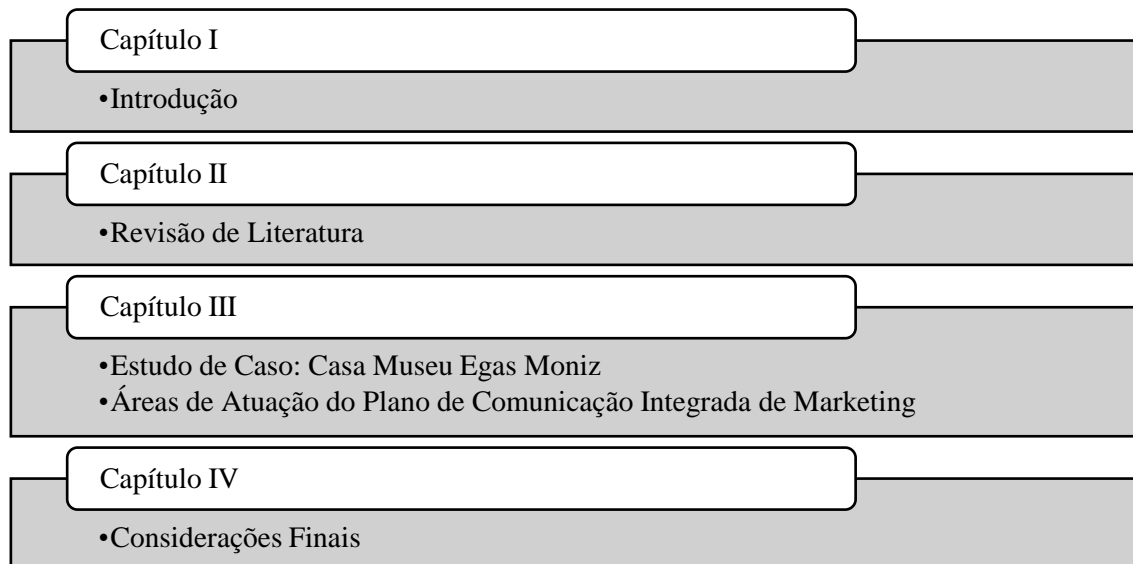 Capítulo I
•Introdução
Capítulo II
•Revisão de Literatura
Capítulo III
•Estudo de Caso: Casa Museu Egas Moniz
•Áreas de Atuação do Plano de Comunicação Integrada de Marketing
Capítulo IV
•Considerações Finais